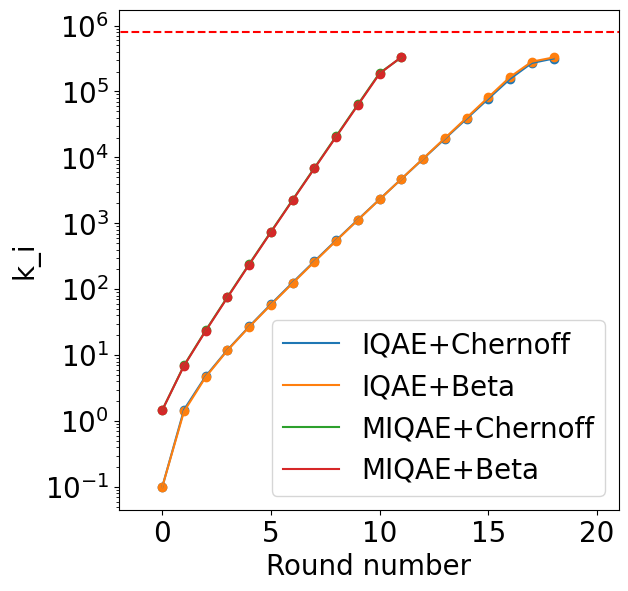 10^6
10^5
10^4
10^3
10^2
10^1
10^0
10^−1
k_i
IQAE+Chernoff
IQAE+Beta
MIQAE+Chernoff
MIQAE+Beta
0 5 10 15 20
Round number